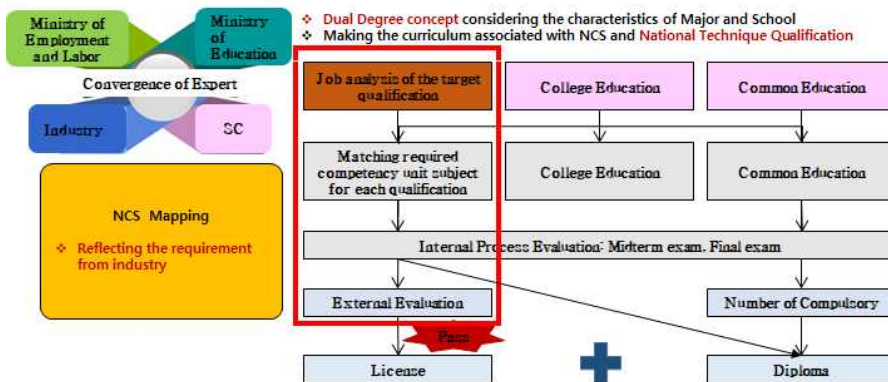 Ministry of
Employment
and Labor
Ministry
of
Education
Convergence of Expert
Industry
SC
NCS Mapping
❖ Reflecting the requirement
from industry
❖ Dual Degree concept considering the characteristics of Major and School
❖ Making the curriculum associated with NCS and National Technique Qualification
Job analysis of the target
qualification
College Education
Common Education
Matching required
competency unit subject
for each qualification
College Education
Common Education
Internal Process Evaluation: Midterm exam, Final exam
External Evaluation
Number of Compulsory
Pass
License
Diploma